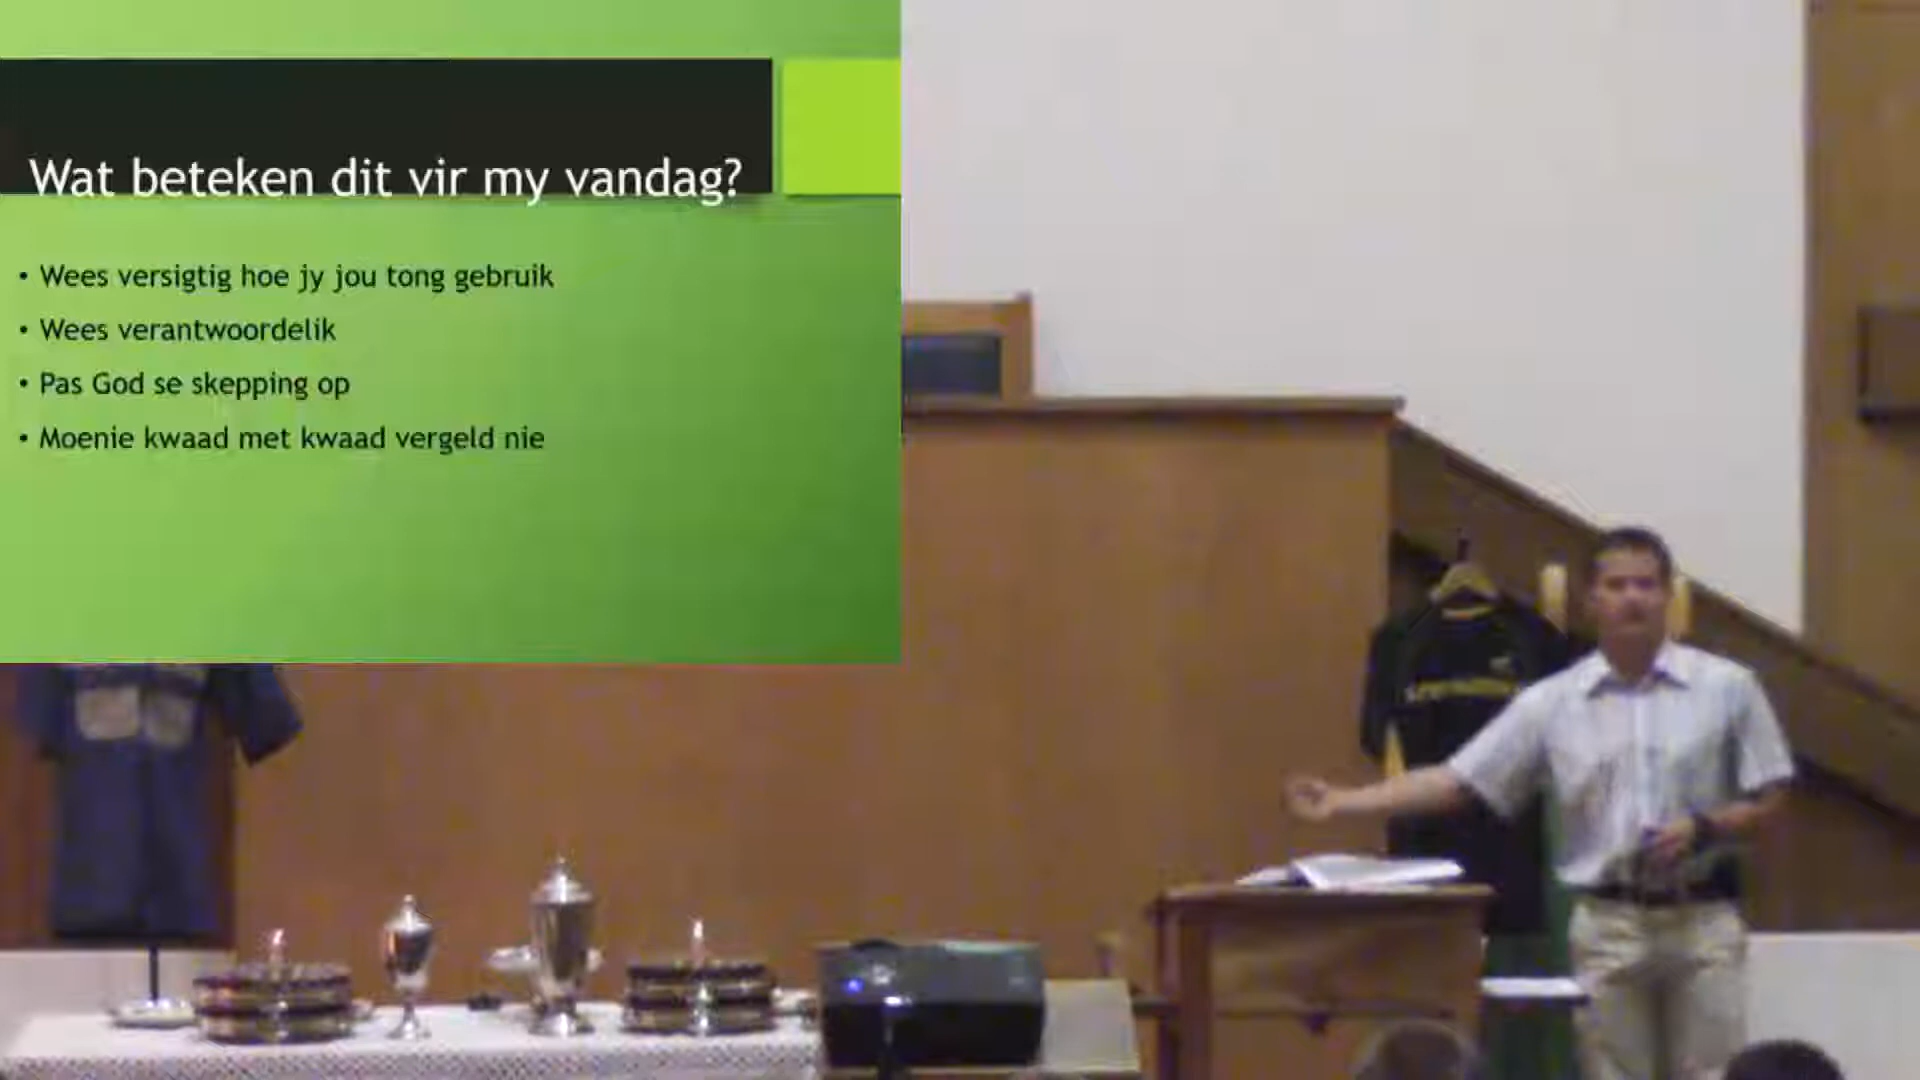 Wat beteken dit vir my vandag?
• Wees versigtig hoe jy jou tong gebruik
• Wees verantwoordelik
• Pas God se skepping op
• Moenie kwaad met kwaad vergeld nie